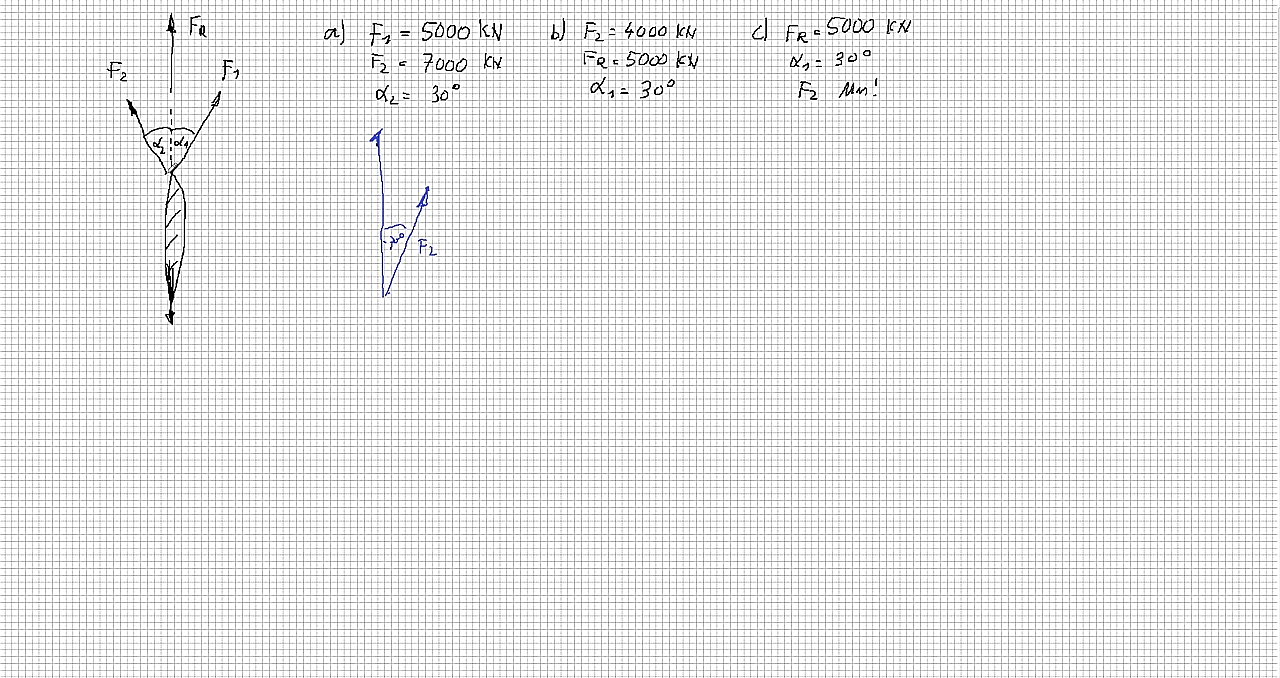 F_R
F_2
F_1
α_2
α_1
a) F_1 = 5000 KN
F_2 = 7000 KN
α_2 = 30°
b) F_2 = 4000 KN
F_R = 5000 KN
α_1 = 30°
c) F_R = 5000 KN
α_1 = 30°
F_2 Min!
F_2